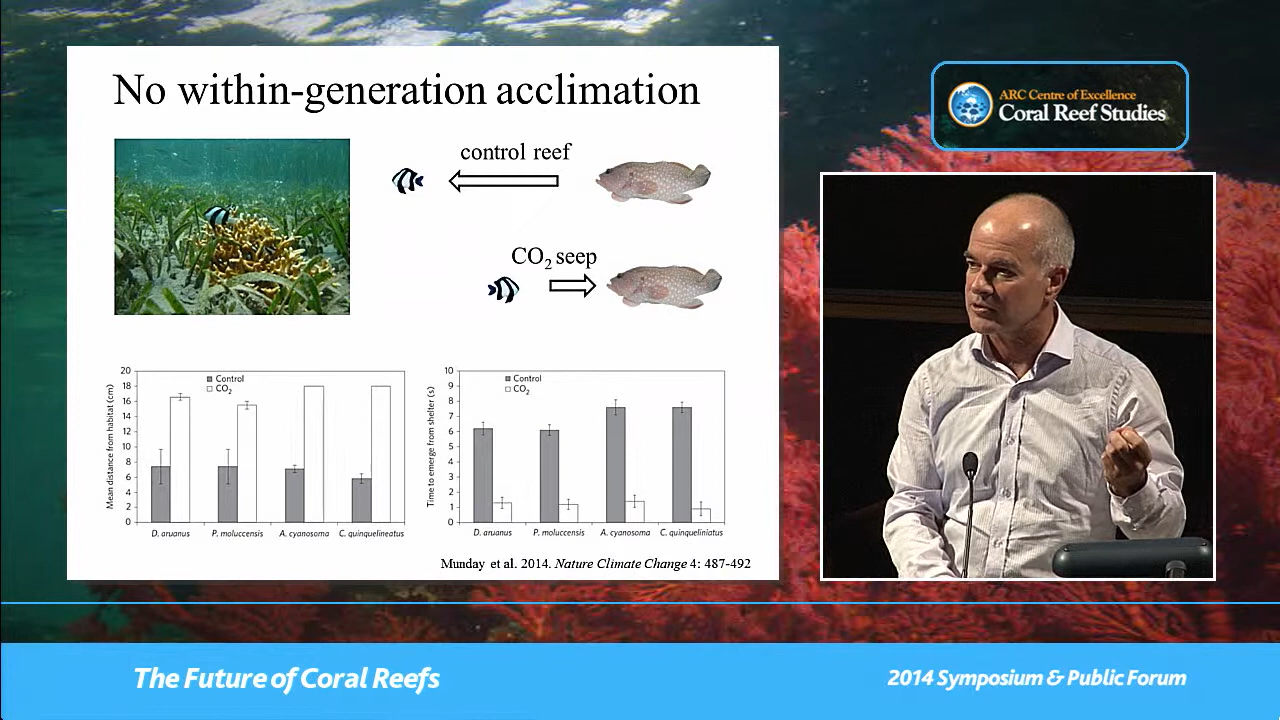 No within-generation acclimation
control reef
CO₂ seep
20
18
16
14
12
10
8
6
4
2
0
Mean distance from habitat (cm)
Control
CO₂
D. aruanus
P. moluccensis
A. cyanosoma
C. quinquelineatus
10
9
8
7
6
5
4
3
2
1
0
Time to emerge from shelter (s)
Control
CO₂
D. aruanus
P. moluccensis
A. cyanosoma
C. quinqueliniatus
Munday et al. 2014. Nature Climate Change 4: 487-492
ARC Centre of Excellence
Coral Reef Studies
The Future of Coral Reefs
2014 Symposium & Public Forum